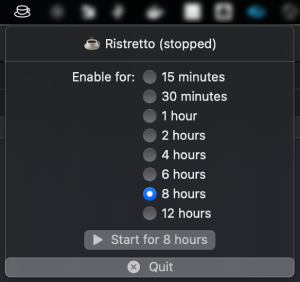 Ristretto (stopped)
Enable for: 15 minutes
30 minutes
1 hour
2 hours
4 hours
6 hours
8 hours
12 hours
Start for 8 hours
Quit